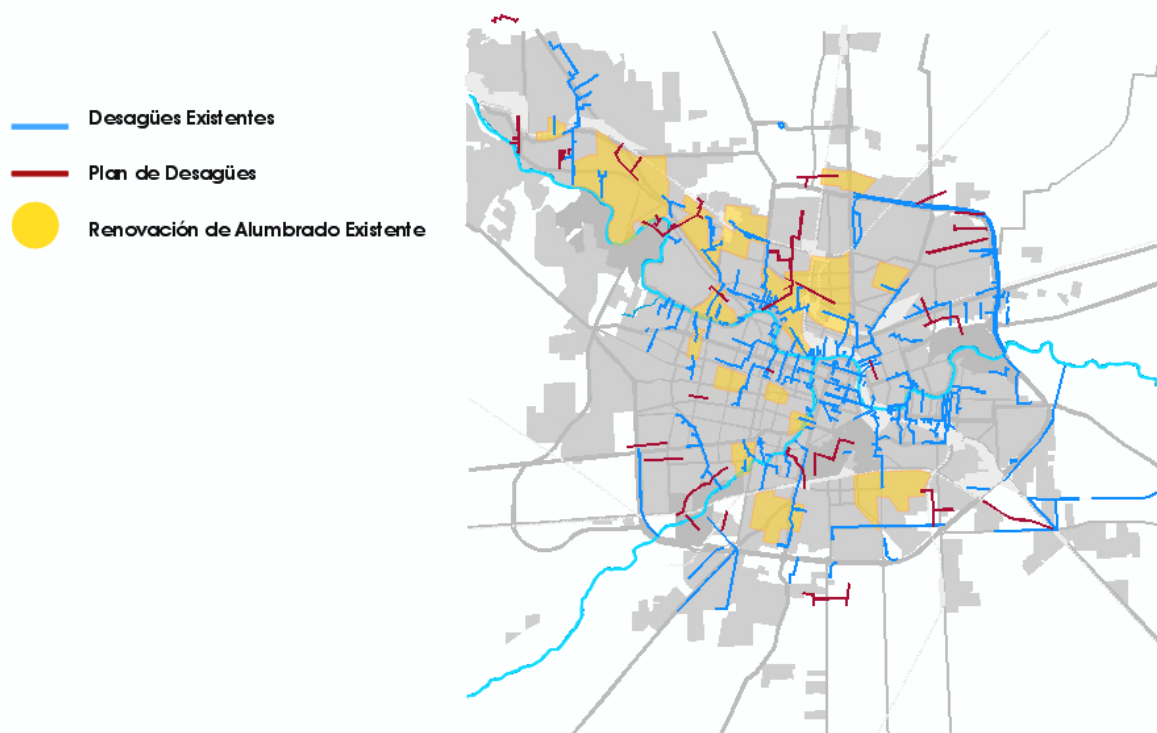 Desagües Existentes
Plan de Desagües
Renovación de Alumbrado Existente